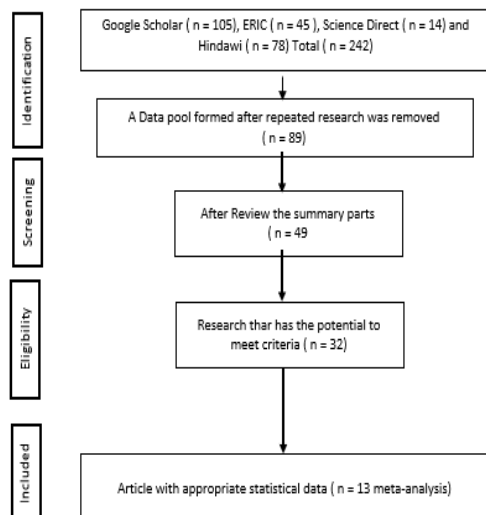 Identification
Google Scholar ( n = 105), ERIC ( n = 45 ), Science Direct ( n = 14) and
Hindawi ( n = 78) Total ( n = 242)
A Data pool formed after repeated research was removed
( n = 89)
Screening
After Review the summary parts
( n = 49
Eligibility
Research thar has the potential to
meet criteria ( n = 32)
Included
Article with appropriate statistical data ( n = 13 meta-analysis)